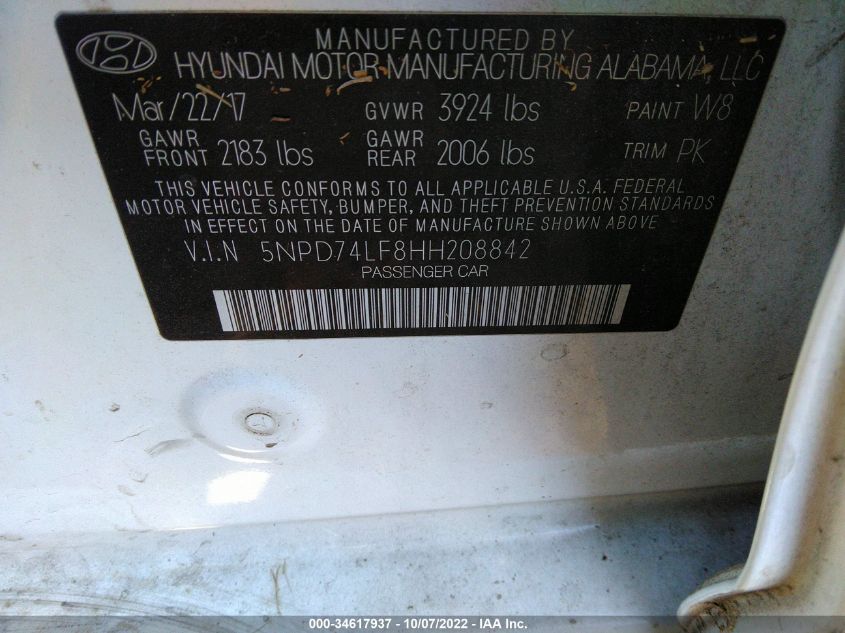 MANUFACTURED BY
HYUNDAI MOTOR MANUFACTURING ALABAMA, LLC
Mar/22/17 GVWR 3924 lbs PAINT W8
GAWR FRONT 2183 lbs GAWR REAR 2006 lbs TRIM PK
THIS VEHICLE CONFORMS TO ALL APPLICABLE U.S.A. FEDERAL
MOTOR VEHICLE SAFETY, BUMPER, AND THEFT PREVENTION STANDARDS
IN EFFECT ON THE DATE OF MANUFACTURE SHOWN ABOVE
V.I.N 5NPD74LF8HH208842
PASSENGER CAR
000-34617937 - 10/07/2022 - IAA Inc.